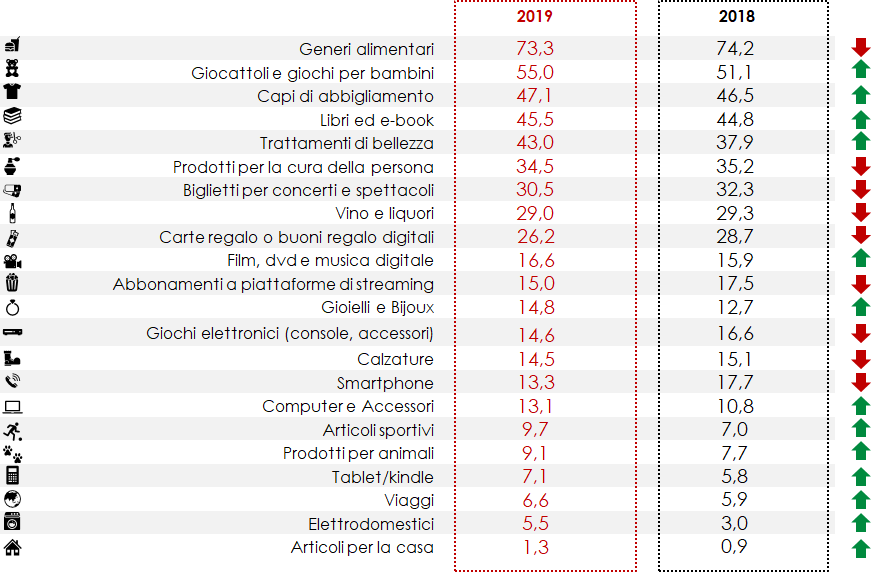 2019 2018
Generi alimentari 73,3 74,2
Giocattoli e giochi per bambini 55,0 51,1
Capi di abbigliamento 47,1 46,5
Libri ed e-book 45,5 44,8
Trattamenti di bellezza 43,0 37,9
Prodotti per la cura della persona 34,5 35,2
Biglietti per concerti e spettacoli 30,5 32,3
Vino e liquori 29,0 29,3
Carte regalo o buoni regalo digitali 26,2 28,7
Film, dvd e musica digitale 16,6 15,9
Abbonamenti a piattaforme di streaming 15,0 17,5
Gioielli e Bijoux 14,8 12,7
Giochi elettronici (console, accessori) 14,6 16,6
Calzature 14,5 15,1
Smartphone 13,3 17,7
Computer e Accessori 13,1 10,8
Articoli sportivi 9,7 7,0
Prodotti per animali 9,1 7,7
Tablet/kindle 7,1 5,8
Viaggi 6,6 5,9
Elettrodomestici 5,5 3,0
Articoli per la casa 1,3 0,9